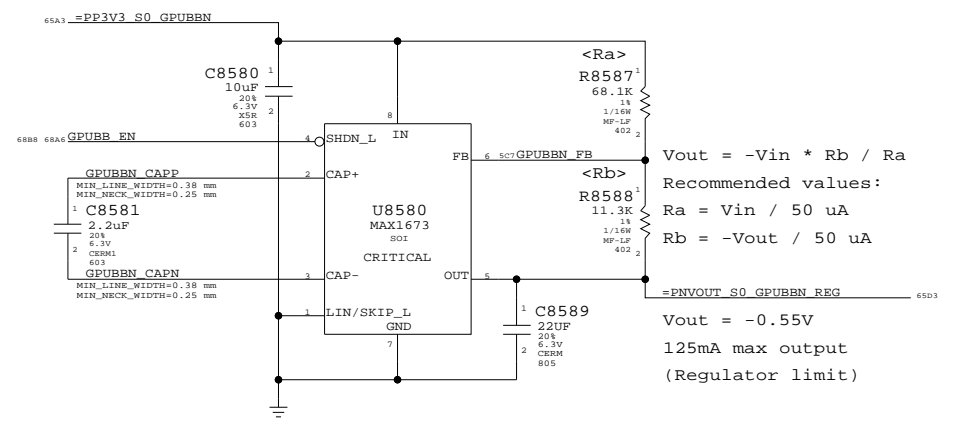 65A3 =PP3V3_S0_GPUBBN
<Ra>
C8580 1
10uF
20%
6.3V
X5R
603
2
R8587 1
68.1K
1%
1/16W
MF-LF
402 2
8
IN
68B8 68A6 GPUBB_EN
4 SHDN_L
FB 6 5C7 GPUBBN_FB
Vout = -Vin * Rb / Ra
Recommended values:
Ra = Vin / 50 uA
Rb = -Vout / 50 uA
GPUBBN_CAPP
MIN_LINE_WIDTH=0.38 mm
MIN_NECK_WIDTH=0.25 mm
2 CAP+
<Rb>
R8588 1
11.3K
1%
1/16W
MF-LF
402 2
1 C8581
2.2uF
20%
6.3V
CERM1
603
2
U8580
MAX1673
SOI
CRITICAL
GPUBBN_CAPN
MIN_LINE_WIDTH=0.38 mm
MIN_NECK_WIDTH=0.25 mm
3 CAP-
OUT 5
=PNVOUT_S0_GPUBBN_REG 65D3
1 LIN/SKIP_L
GND
7
1 C8589
22UF
20%
6.3V
CERM
805
2
Vout = -0.55V
125mA max output
(Regulator limit)